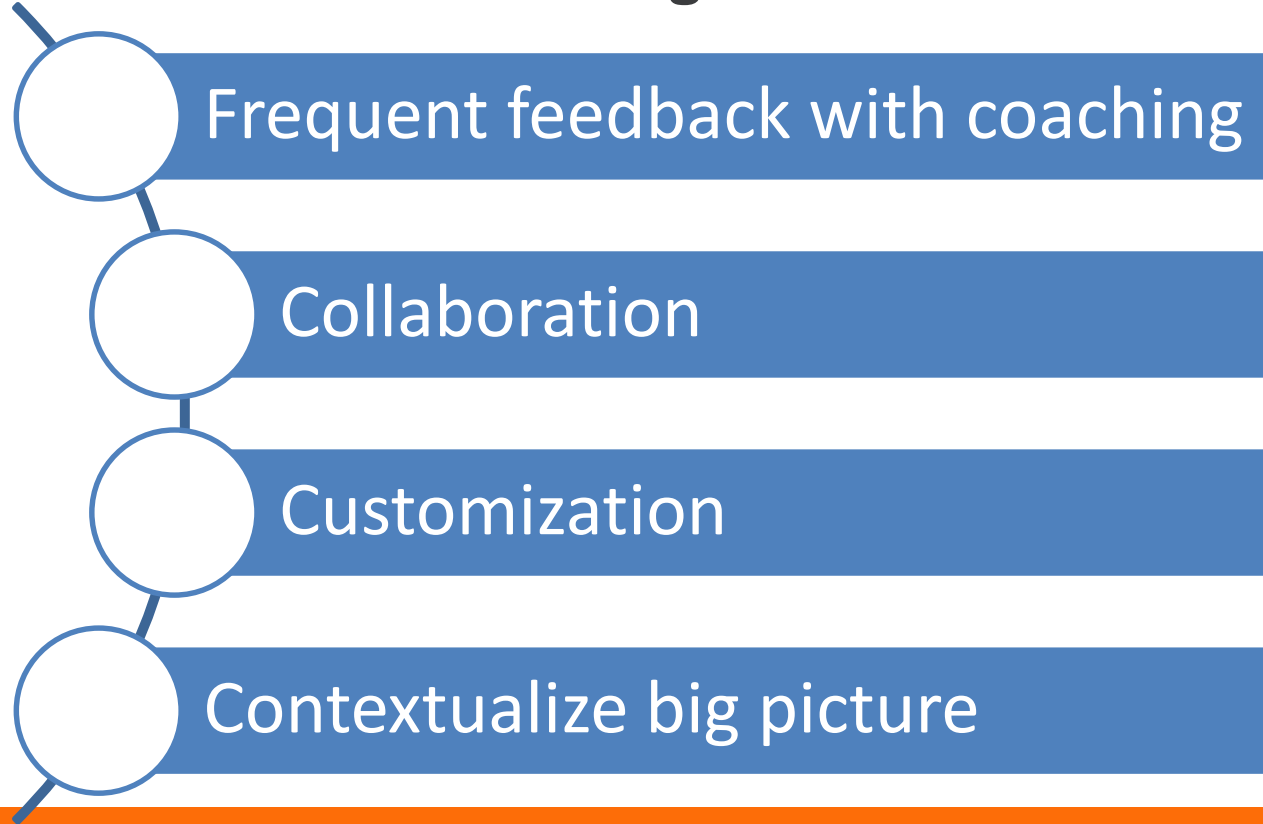 Frequent feedback with coaching
Collaboration
Customization
Contextualize big picture